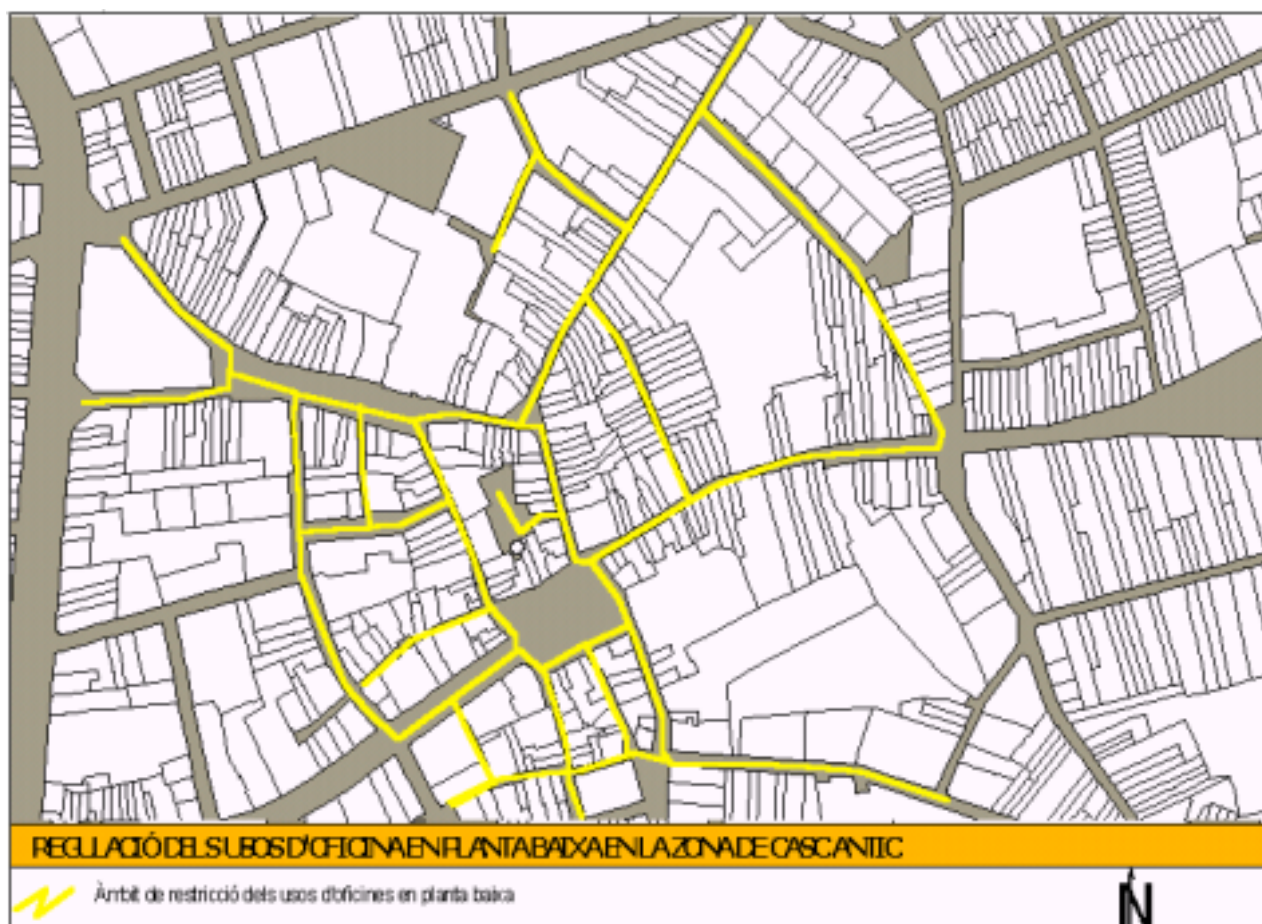 REGULACIÓ DELS USOS D'OFICINA EN PLANTA BAIXA EN LA ZONA DE CASC ANTIC
Àmbit de restricció dels usos d'oficines en planta baixa
N